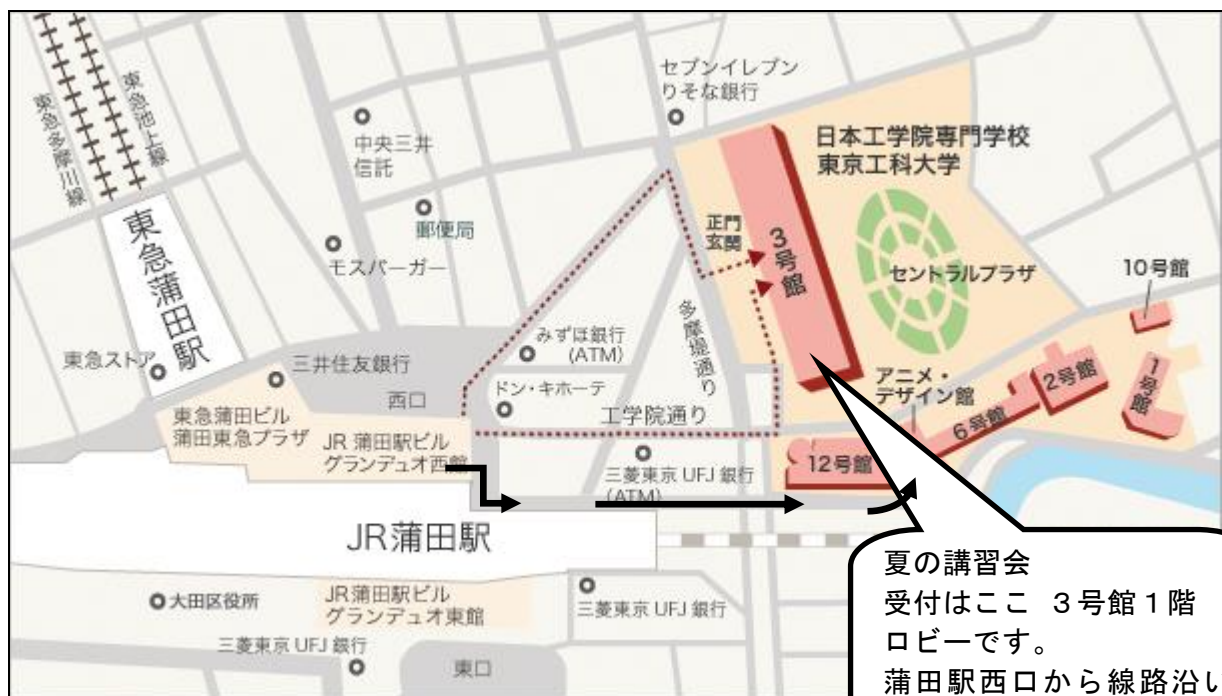 セブンイレブン
りそな銀行
東急池上線
東急多摩川線
中央三井
信託
日本工学院専門学校
東京工科大学
郵便局
正門
玄関
3号館
モスバーガー
セントラルプラザ
10号館
東急蒲田駅
多摩堤通り
みずほ銀行
(ATM)
東急ストア
三井住友銀行
アニメ・
デザイン館
2号館
1号館
ドン・キホーテ
西口
工学院通り
6号館
東急蒲田ビル
蒲田東急プラザ
JR 蒲田駅ビル
グランデュオ西館
三菱東京 UFJ 銀行
(ATM)
12号館
JR蒲田駅
夏の講習会
受付はここ ３号館１階
ロビーです。
蒲田駅西口から線路沿い
大田区役所
JR蒲田駅ビル
グランデュオ東館
三菱東京 UFJ 銀行
三菱東京 UFJ 銀行
東口